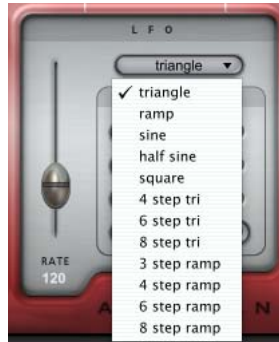 LFO
triangle
✓ triangle
ramp
sine
half sine
square
4 step tri
6 step tri
8 step tri
3 step ramp
4 step ramp
6 step ramp
8 step ramp
RATE
120
A
N